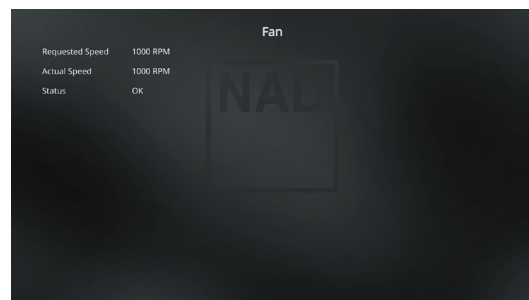 Fan
Requested Speed 1000 RPM
Actual Speed 1000 RPM
Status OK
NAD